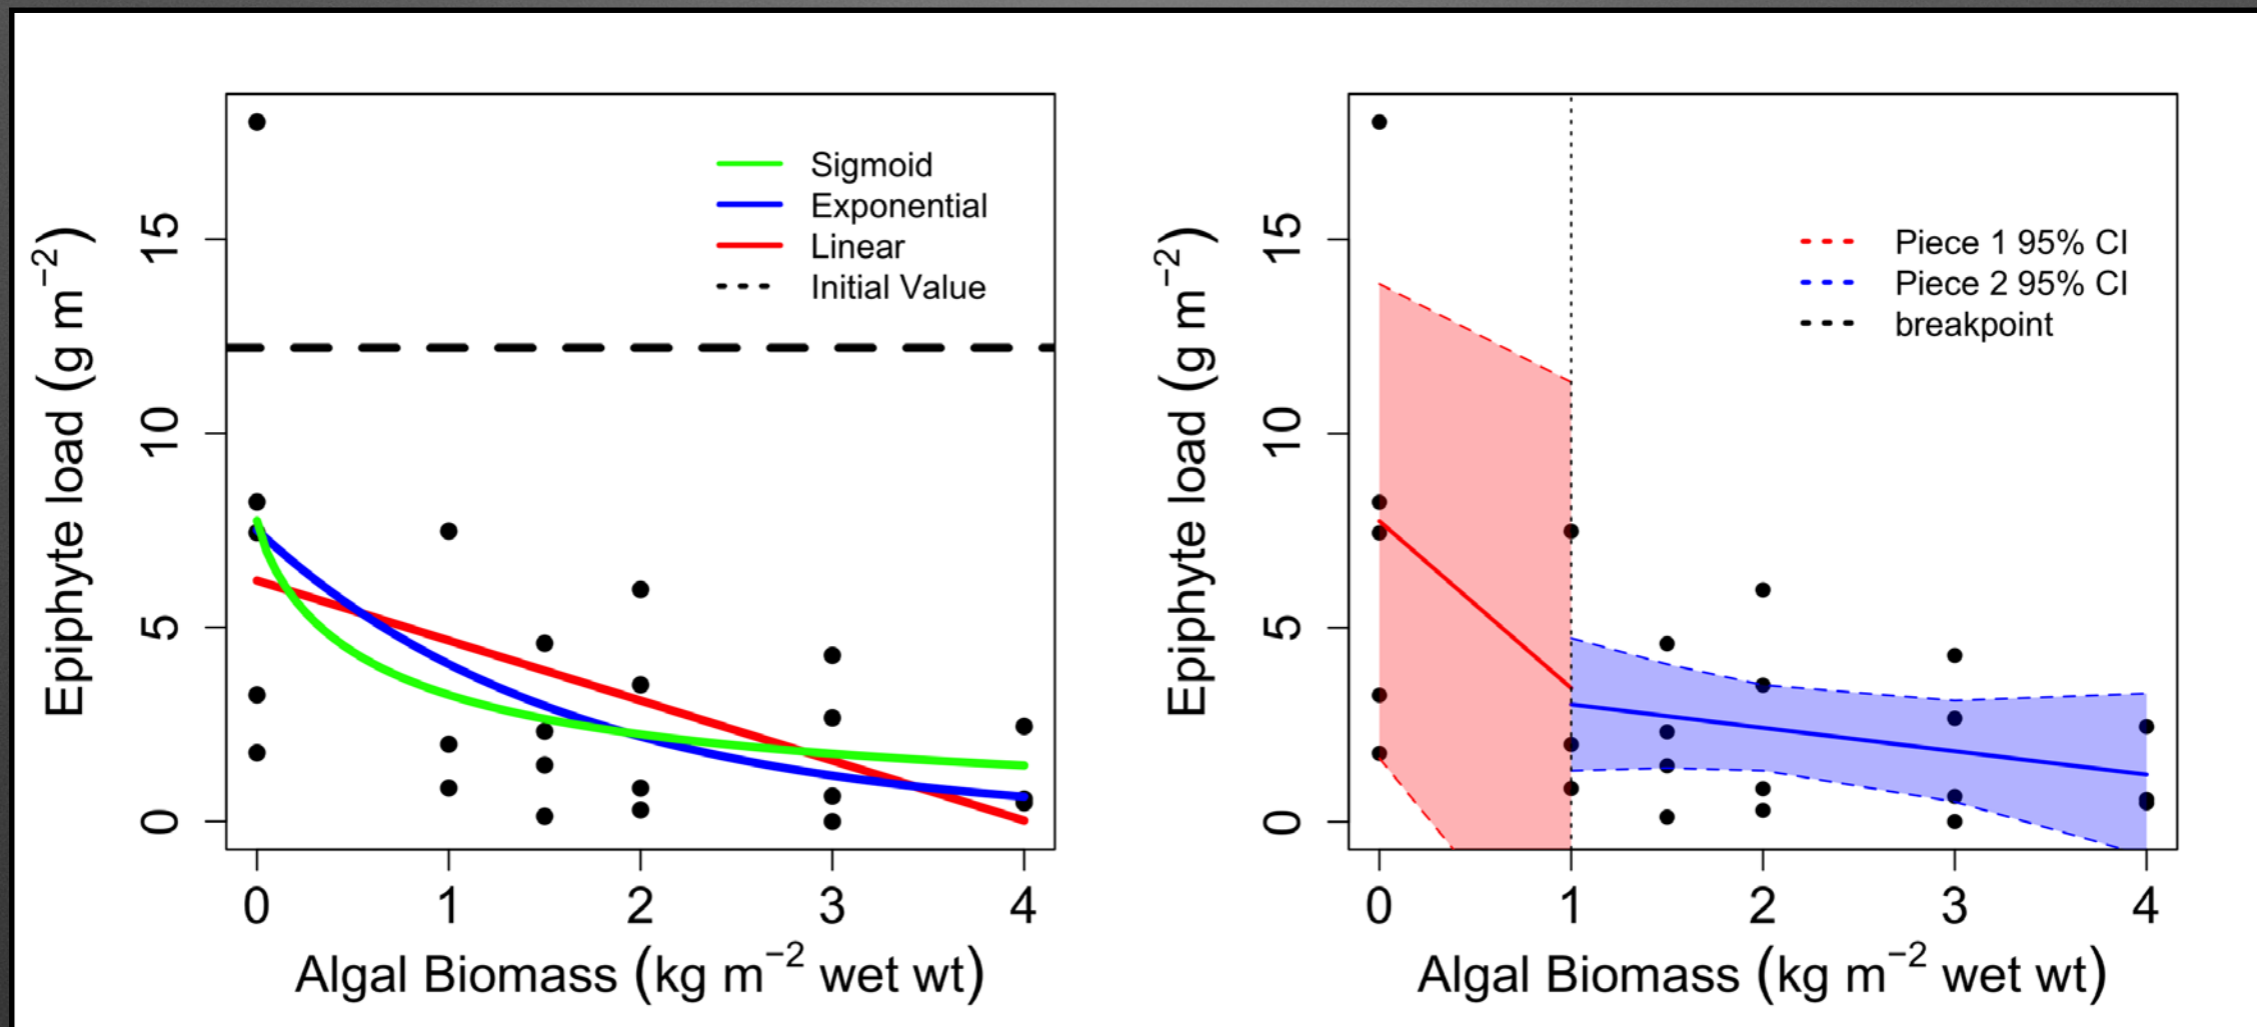 Sigmoid
Exponential
Linear
Initial Value
Epiphyte load (g m⁻²)
15
10
5
0
0 1 2 3 4
Algal Biomass (kg m⁻² wet wt)
Piece 1 95% CI
Piece 2 95% CI
breakpoint
Epiphyte load (g m⁻²)
15
10
5
0
0 1 2 3 4
Algal Biomass (kg m⁻² wet wt)